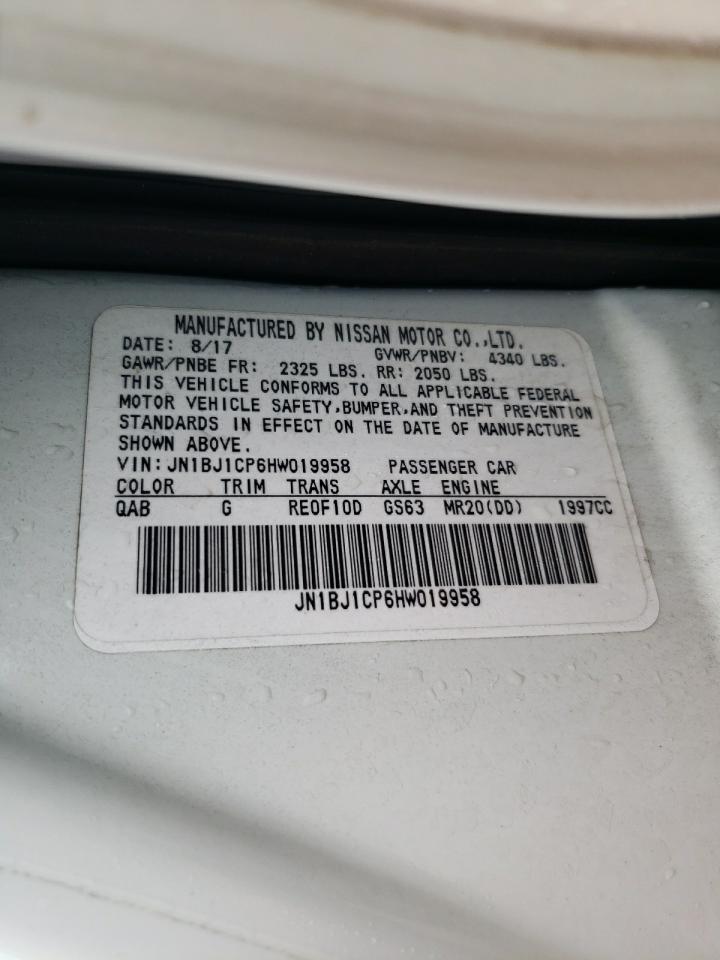 MANUFACTURED BY NISSAN MOTOR CO.,LTD.
DATE: 8/17 GVWR/PNBV: 4340 LBS.
GAWR/PNBE FR: 2325 LBS. RR: 2050 LBS.
THIS VEHICLE CONFORMS TO ALL APPLICABLE FEDERAL
MOTOR VEHICLE SAFETY,BUMPER,AND THEFT PREVENTION
STANDARDS IN EFFECT ON THE DATE OF MANUFACTURE
SHOWN ABOVE.
VIN: JN1BJ1CP6HW019958 PASSENGER CAR
COLOR TRIM TRANS AXLE ENGINE
QAB G RE0F10D GS63 MR20(DD) 1997CC
JN1BJ1CP6HW019958